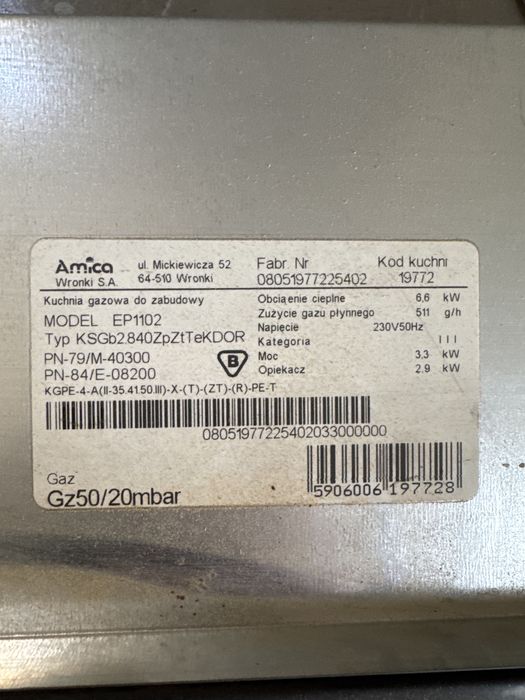 Amica
Wronki S.A.
ul. Mickiewicza 52
64-510 Wronki
Fabr. Nr
08051977225402
Kod kuchni
19772
Kuchnia gazowa do zabudowy
MODEL EP1102
Typ KSGb2.840ZpZtTeKDOR
PN-79/M-40300
PN-84/E-08200
B
KGPE-4-A(II-35.41.50.III)-X-(T)-(ZT)-(R)-PE-T
Obciąenie cieplne 6,6 kW
Zużycie gazu płynnego 511 g/h
Napięcie 230V50Hz
Kategoria III
Moc 3.3 kW
Opiekacz 2.9 kW
08051977225402033000000
Gaz
Gz50/20mbar
5906006 197728